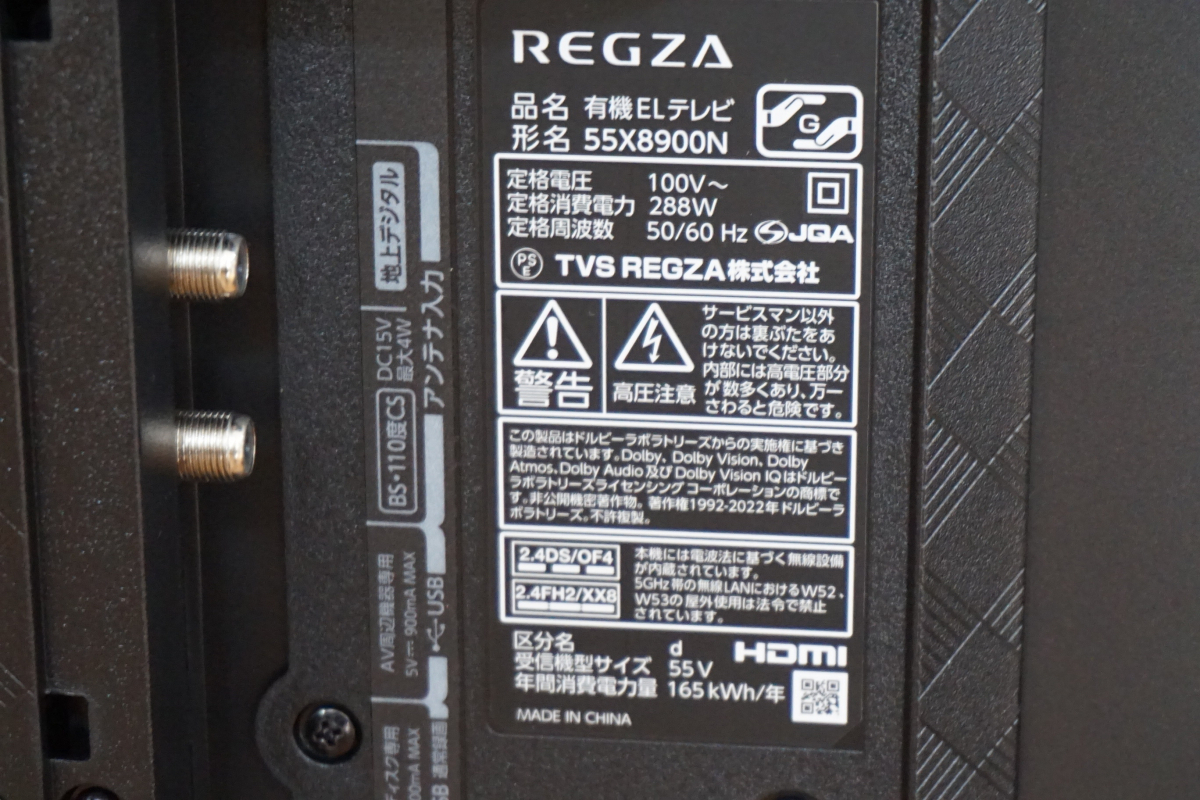 REGZA
品名 有機ELテレビ
形名 55X8900N
G
定格電圧 100V～
定格消費電力 288W
定格周波数 50/60 Hz JQA
PS
E
TVS REGZA株式会社
警告
高圧注意
サービスマン以外
の方は裏ぶたをあ
けないでください。
内部には高電圧部分
が数多くあり、万一
さわると危険です。
この製品はドルビーラボラトリーズからの実施権に基づき
製造されています。Dolby、Dolby Vision、Dolby
Atmos、Dolby Audio及びDolby Vision IQはドルビー
ラボラトリーズライセンシング コーポレーションの商標で
す。非公開機密著作物。著作権1992-2022年ドルビーラ
ボラトリーズ。不許複製。
2.4DS/OF4
2.4FH2/XX8
本機には電波法に基づく無線設備
が内蔵されています。
5GHz 帯の無線LANにおけるW52、
W53の屋外使用は法令で禁止
されています。
区分名 d
受信機型サイズ 55V
年間消費電力量 165kWh/年
HDMI
MADE IN CHINA
地上デジタル
DC15V
最大4W
BS・110度CS
アンテナ入力
AV周辺機器専用
5V 900mA MAX
USB
ディスク専用
00mA MAX
SB 通常録画